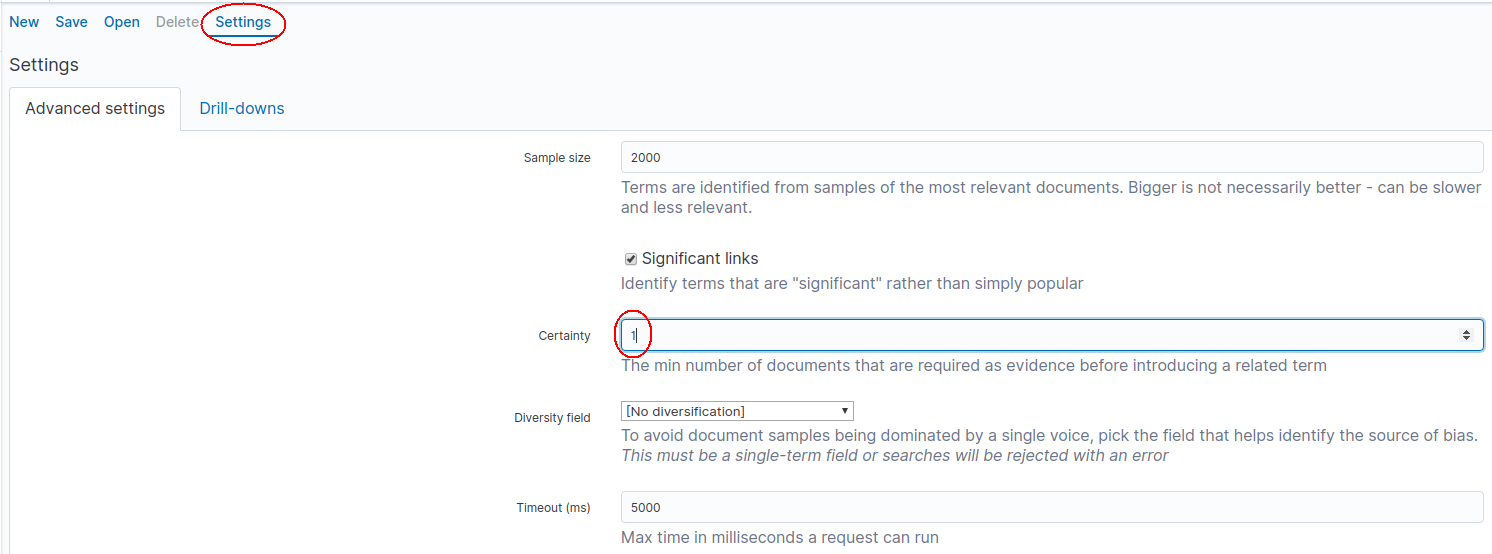 New Save Open Delete Settings
Settings
Advanced settings Drill-downs
Sample size 2000
Terms are identified from samples of the most relevant documents. Bigger is not necessarily better - can be slower
and less relevant.
Significant links
Identify terms that are "significant" rather than simply popular
Certainty 1
The min number of documents that are required as evidence before introducing a related term
Diversity field [No diversification]
To avoid document samples being dominated by a single voice, pick the field that helps identify the source of bias.
This must be a single-term field or searches will be rejected with an error
Timeout (ms) 5000
Max time in milliseconds a request can run